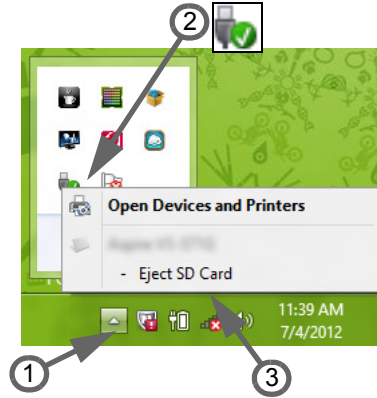 2
Open Devices and Printers
- Eject SD Card
11:39 AM
7/4/2012
1
3